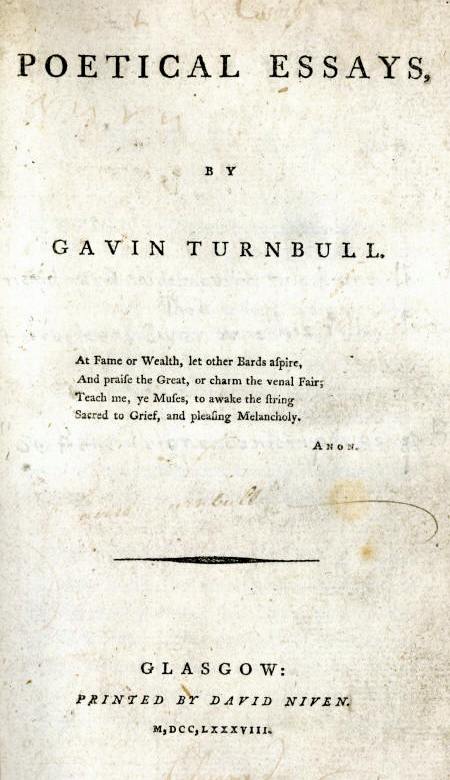 POETICAL ESSAYS,
BY
GAVIN TURNBULL.
At Fame or Wealth, let other Bards aſpire,
And praiſe the Great, or charm the venal Fair;
Teach me, ye Muſes, to awake the ſtring
Sacred to Grief, and pleaſing Melancholy.
ANON.
GLASGOW:
PRINTED BY DAVID NIVEN.
M,DCC,LXXXVIII.